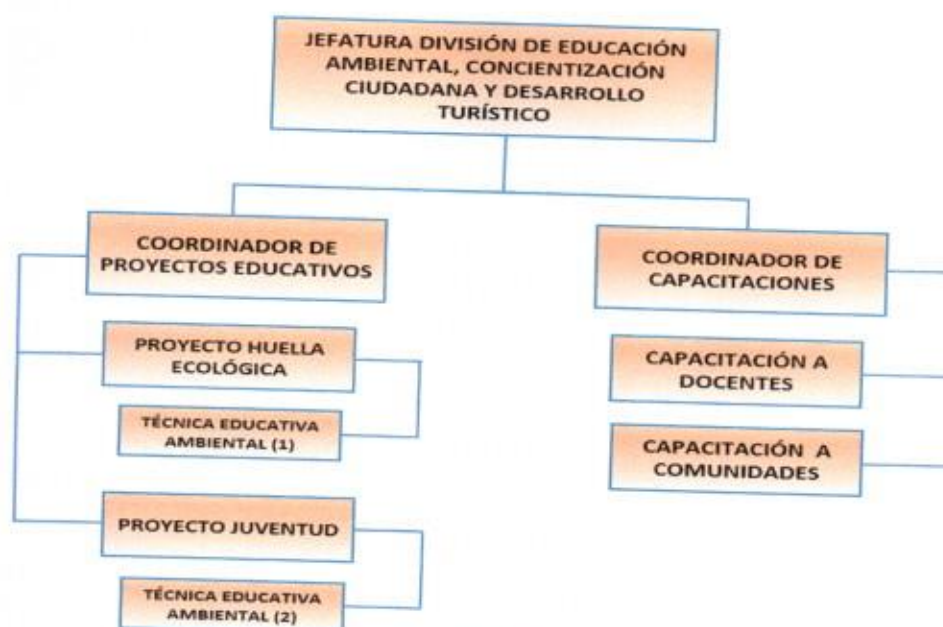 JEFATURA DIVISIÓN DE EDUCACIÓN
AMBIENTAL, CONCIENTIZACIÓN
CIUDADANA Y DESARROLLO
TURÍSTICO
COORDINADOR DE
PROYECTOS EDUCATIVOS
PROYECTO HUELLA
ECOLÓGICA
TÉCNICA EDUCATIVA
AMBIENTAL (1)
PROYECTO JUVENTUD
TÉCNICA EDUCATIVA
AMBIENTAL (2)
COORDINADOR DE
CAPACITACIONES
CAPACITACIÓN A
DOCENTES
CAPACITACIÓN A
COMUNIDADES